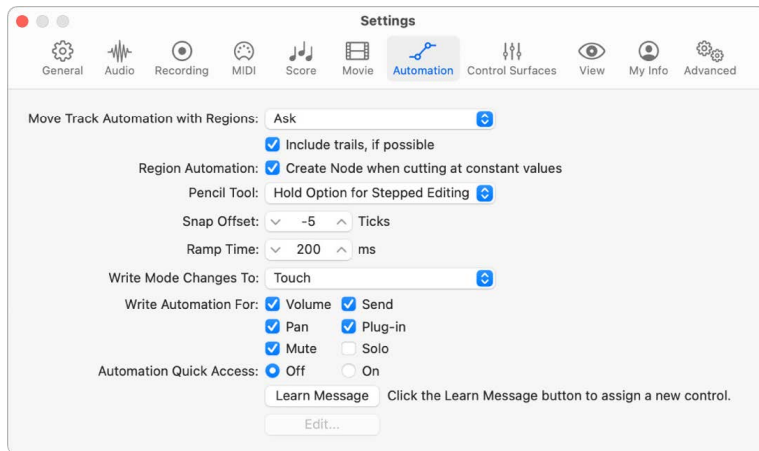 Settings
General Audio Recording MIDI Score Movie Automation Control Surfaces View My Info Advanced
Move Track Automation with Regions: Ask
Include trails, if possible
Region Automation: Create Node when cutting at constant values
Pencil Tool: Hold Option for Stepped Editing
Snap Offset: -5 Ticks
Ramp Time: 200 ms
Write Mode Changes To: Touch
Write Automation For: Volume Send
Pan Plug-in
Mute Solo
Automation Quick Access: Off On
Learn Message Click the Learn Message button to assign a new control.
Edit...